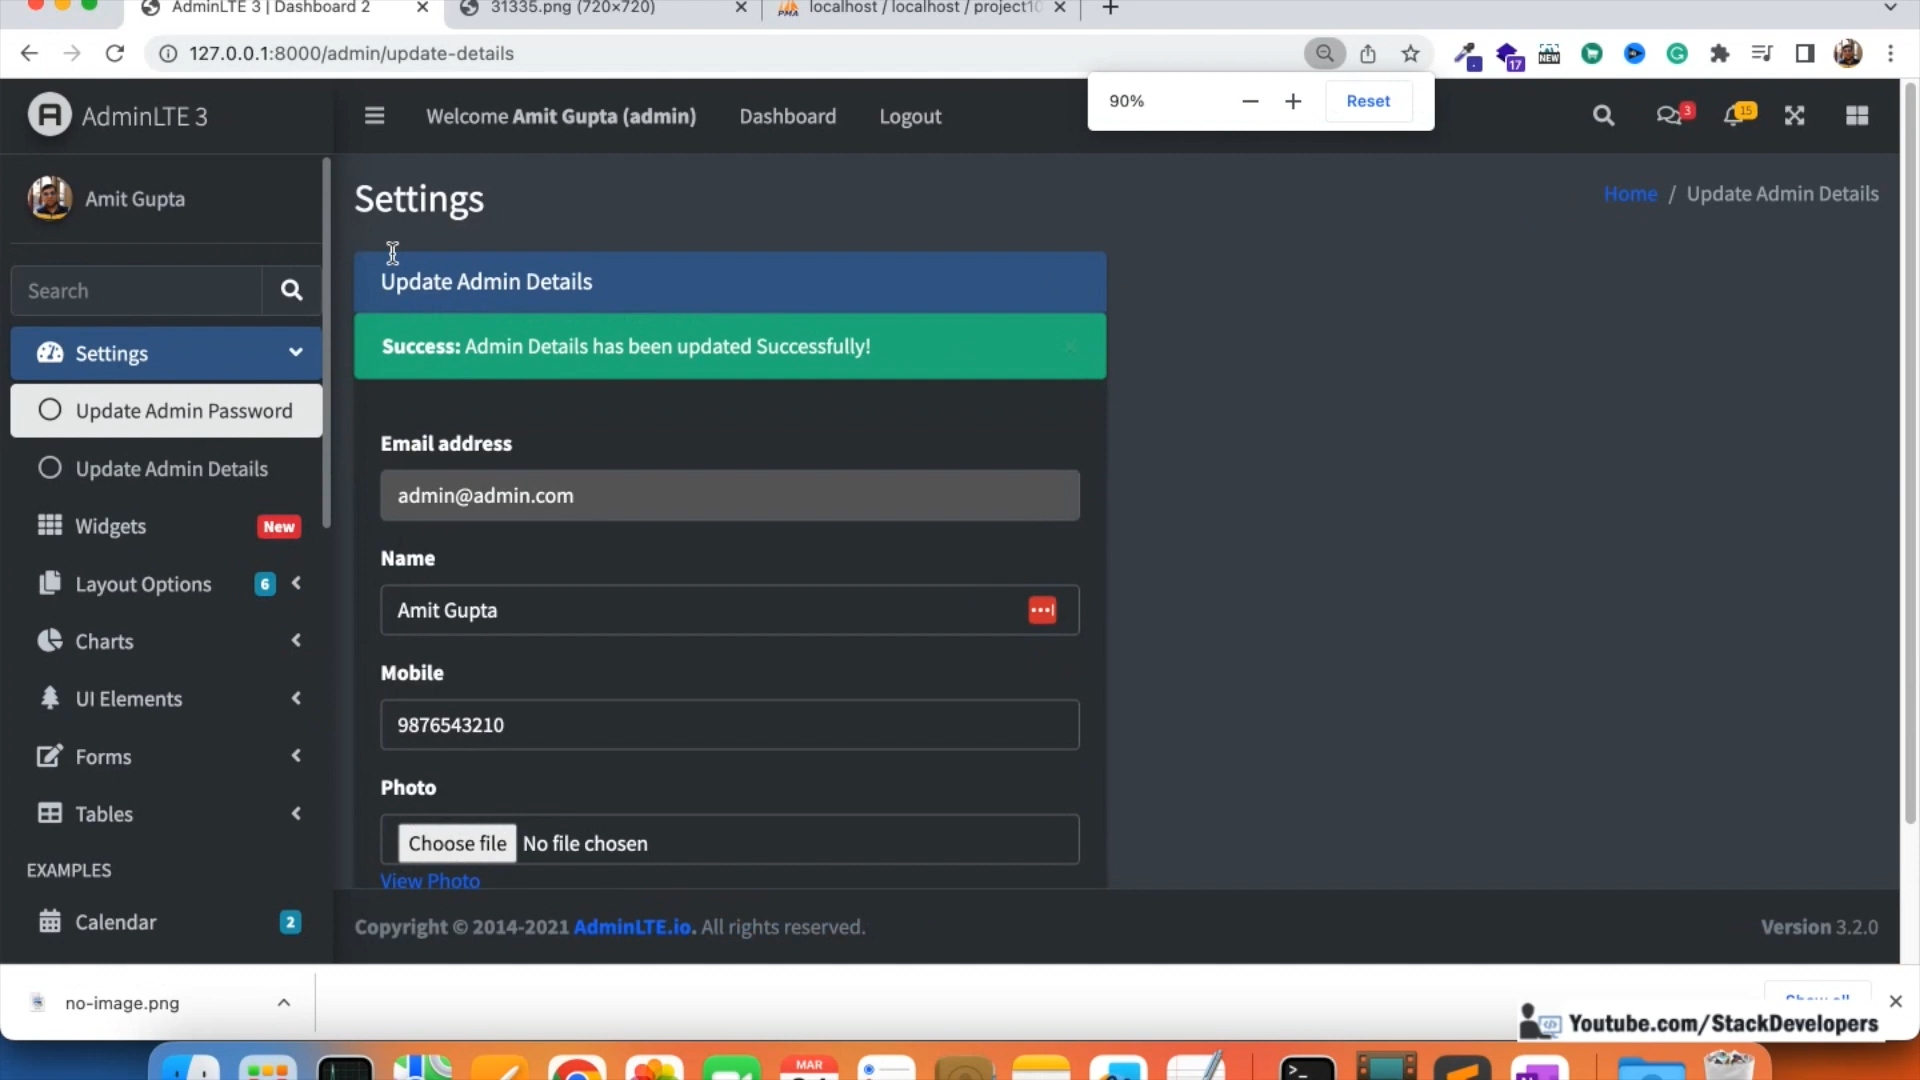 AdminLTE 3 | Dashboard 2
31335.png (720×720)
localhost / localhost / project10
127.0.0.1:8000/admin/update-details
17
NEW
90%
Reset
AdminLTE 3
Welcome Amit Gupta (admin)
Dashboard
Logout
3
15
Amit Gupta
Settings
Home / Update Admin Details
Search
Update Admin Details
Settings
Success: Admin Details has been updated Successfully!
Update Admin Password
Update Admin Details
Email address
admin@admin.com
Widgets
New
Name
Layout Options
6
Amit Gupta
Charts
Mobile
UI Elements
9876543210
Forms
Photo
Tables
Choose file
No file chosen
View Photo
EXAMPLES
Calendar
2
Copyright © 2014-2021 AdminLTE.io. All rights reserved.
Version 3.2.0
no-image.png
Show all
Youtube.com/StackDevelopers
MAR